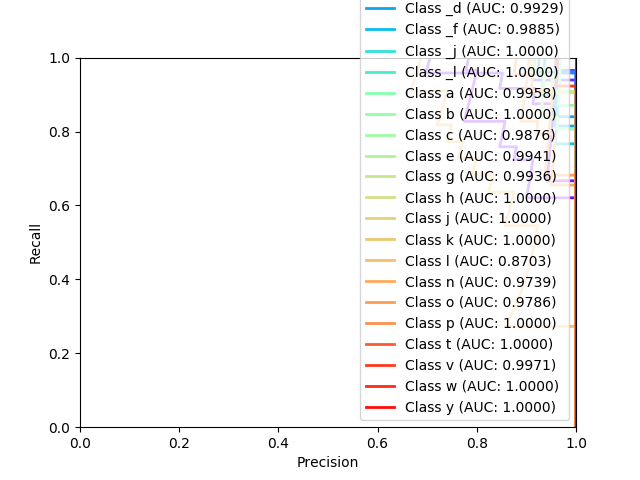 Class _d (AUC: 0.9929)
Class _f (AUC: 0.9885)
Class _j (AUC: 1.0000)
Class _l (AUC: 1.0000)
Class a (AUC: 0.9958)
Class b (AUC: 1.0000)
Class c (AUC: 0.9876)
Class e (AUC: 0.9941)
Class g (AUC: 0.9936)
Class h (AUC: 1.0000)
Class j (AUC: 1.0000)
Class k (AUC: 1.0000)
Class l (AUC: 0.8703)
Class n (AUC: 0.9739)
Class o (AUC: 0.9786)
Class p (AUC: 1.0000)
Class t (AUC: 1.0000)
Class v (AUC: 0.9971)
Class w (AUC: 1.0000)
Class y (AUC: 1.0000)
1.0
0.8
0.6
0.4
0.2
0.0
Recall
0.0 0.2 0.4 0.6 0.8 1.0
Precision